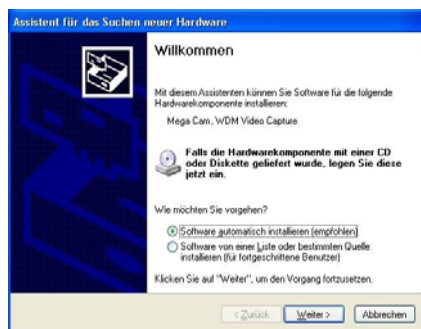 Assistent für das Suchen neuer Hardware
Willkommen
Mit diesem Assistenten können Sie Software für die folgende
Hardwarekomponente installieren:
Mega Cam, WDM Video Capture
Falls die Hardwarekomponente mit einer CD
oder Diskette geliefert wurde, legen Sie diese
jetzt ein.
Wie möchten Sie vorgehen?
Software automatisch installieren (empfohlen)
Software von einer Liste oder bestimmten Quelle
installieren (für fortgeschrittene Benutzer)
Klicken Sie auf "Weiter", um den Vorgang fortzusetzen.
< Zurück Weiter > Abbrechen